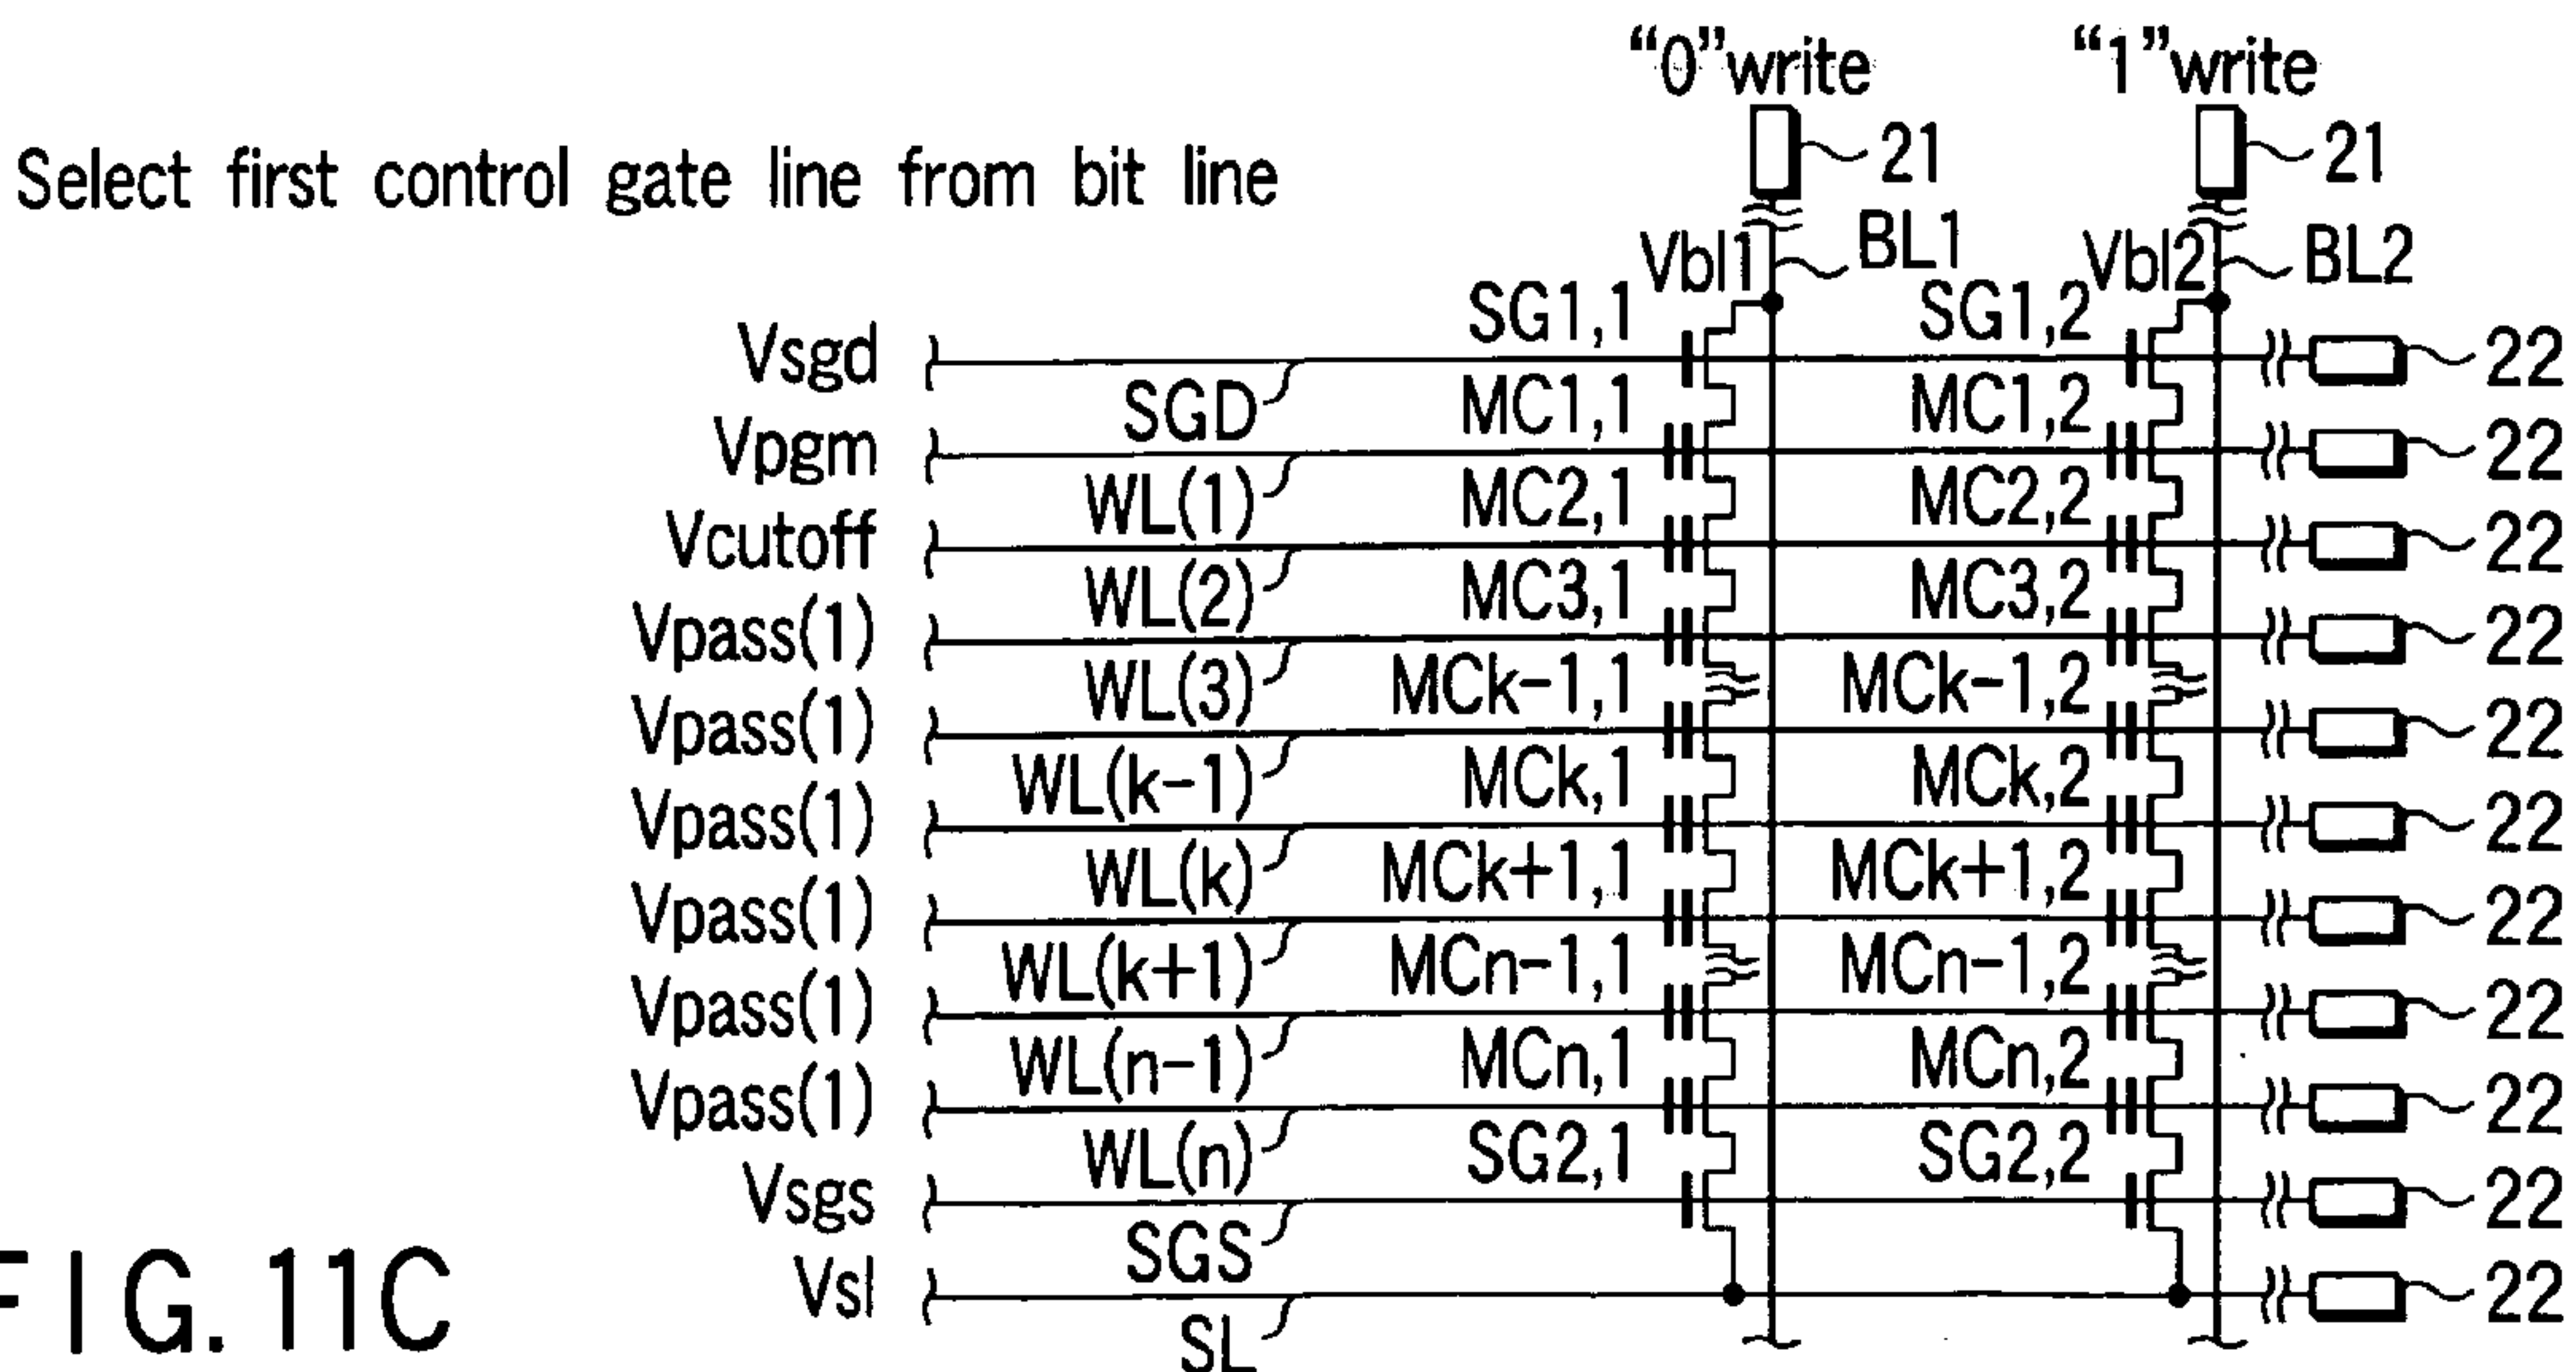 “0”write “1”write
21 21
Select first control gate line from bit line
Vbl1 BL1 Vbl2 BL2
SG1,1 SG1,2
Vsgd 22
SGD MC1,1 MC1,2
Vpgm 22
WL(1) MC2,1 MC2,2
Vcutoff 22
WL(2) MC3,1 MC3,2
Vpass(1) 22
WL(3) MCk-1,1 MCk-1,2
Vpass(1) 22
WL(k-1) MCk,1 MCk,2
Vpass(1) 22
WL(k) MCk+1,1 MCk+1,2
Vpass(1) 22
WL(k+1) MCn-1,1 MCn-1,2
Vpass(1) 22
WL(n-1) MCn,1 MCn,2
Vpass(1) 22
WL(n) SG2,1 SG2,2
Vsgs 22
SGS
Vsl 22
SL
FIG. 11C